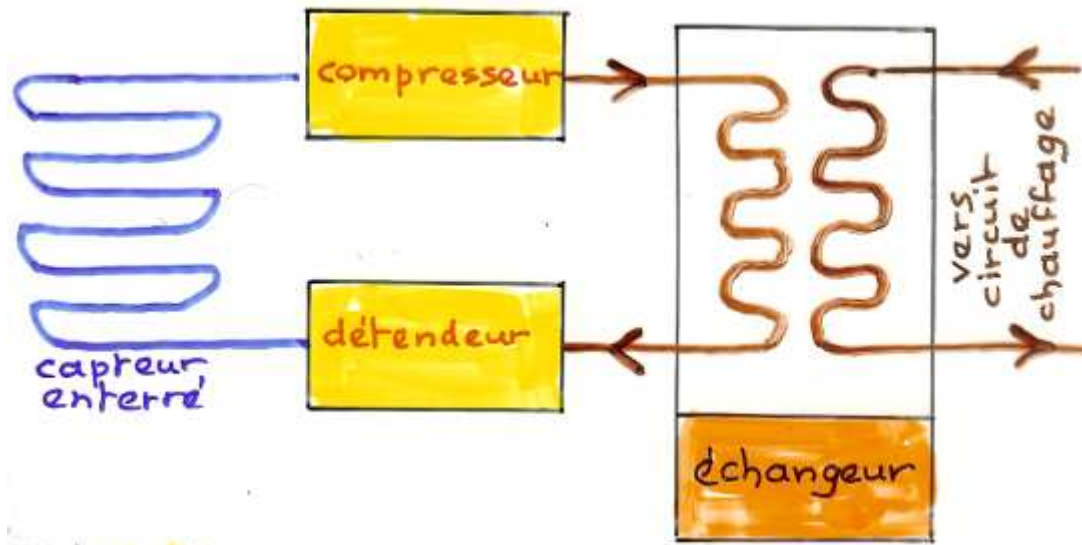 compresseur
détendeur
capteur
enterré
échangeur
vers
circuit
de
chauffage